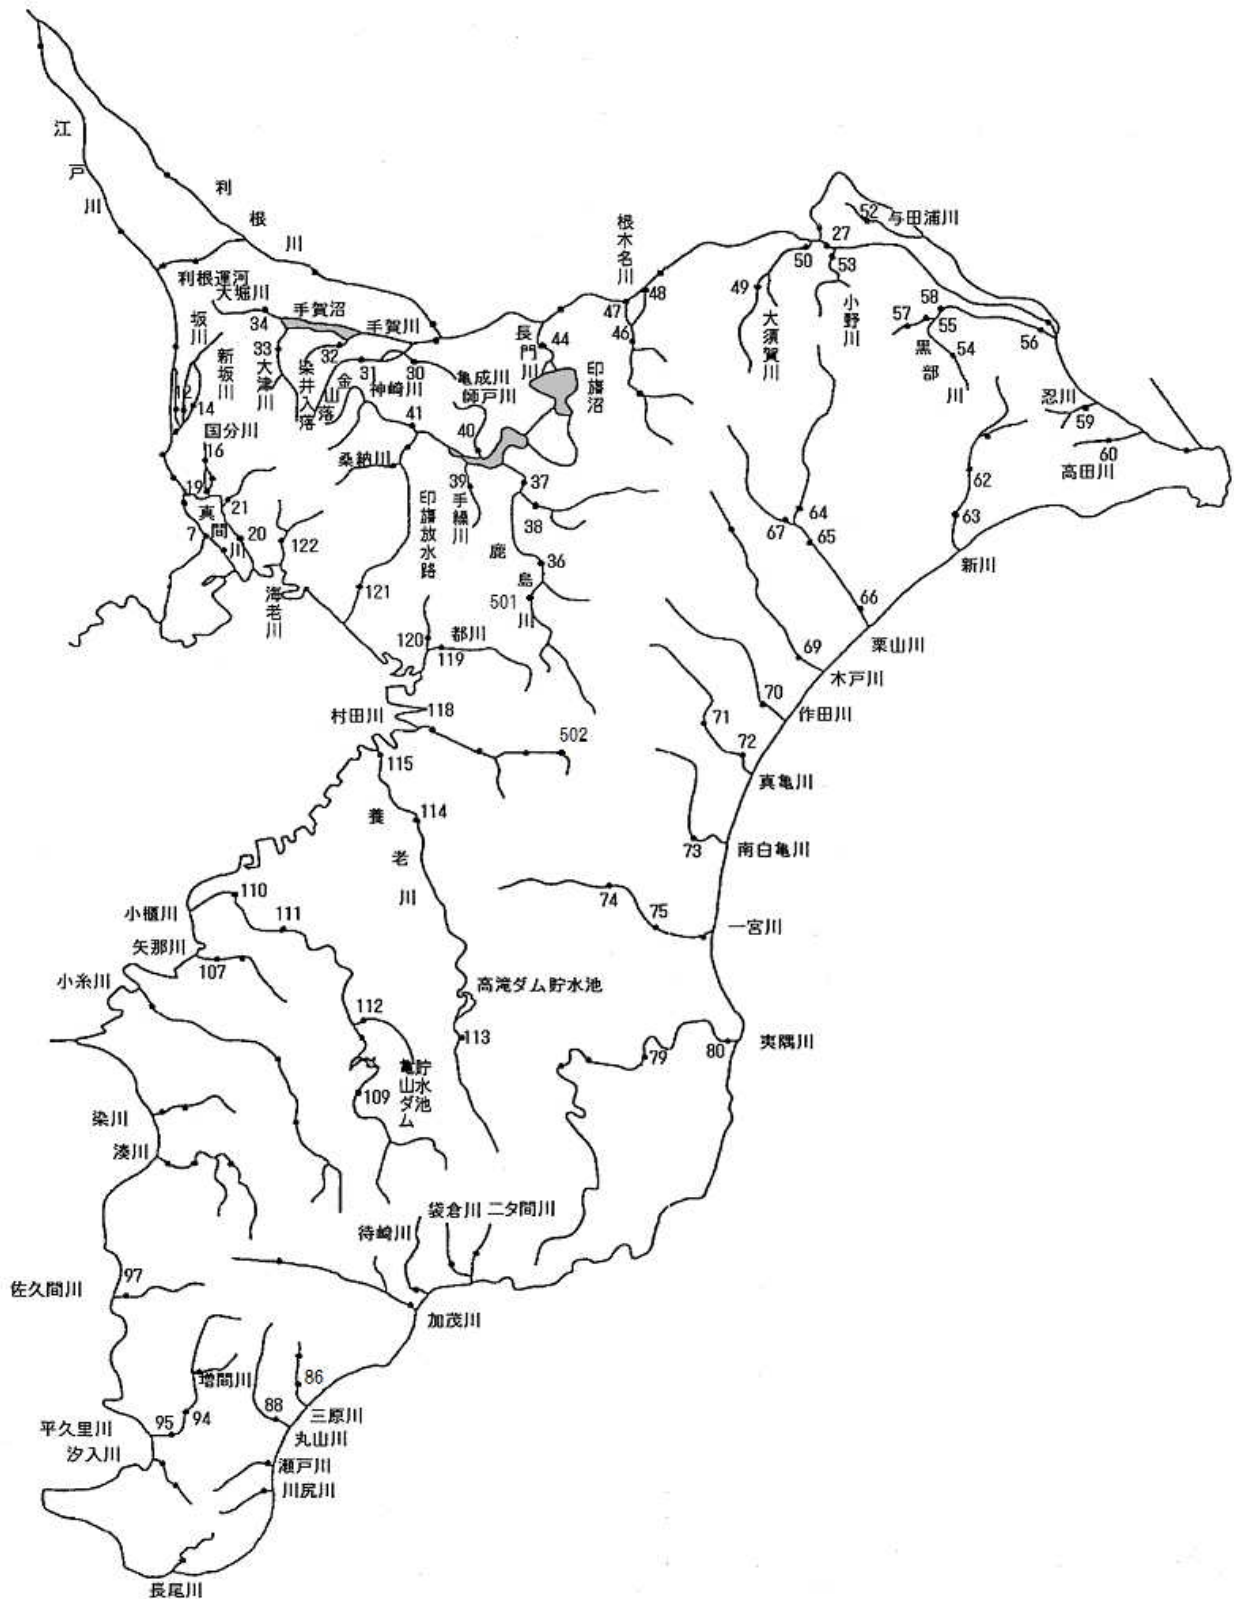 江戸川
利根川
利根運河
大堀川
34
手賀沼
手賀川
坂川
新坂川
33
大津川
32
染井入落
金山落
31
神崎川
30
亀成川
師戸川
長門川
44
印旛沼
根木名川
47
48
46
49
大須賀川
50
27
53
小野川
52
与田浦川
57
58
55
54
黒部川
56
忍川
59
60
高田川
12
14
国分川
16
19
21
20
真間川
7
122
海老川
桑納川
41
40
39
手繰川
37
38
印旛放水路
鹿島川
36
501
121
120
都川
119
62
63
新川
64
67
65
66
栗山川
69
木戸川
70
作田川
71
72
真亀川
73
南白亀川
74
75
一宮川
村田川
118
502
115
養老川
114
高滝ダム貯水池
113
小櫃川
110
111
矢那川
107
小糸川
112
亀山ダム
貯水池
109
79
80
夷隅川
染川
湊川
待崎川
袋倉川
二タ間川
加茂川
佐久間川
97
増間川
86
88
三原川
丸山川
平久里川
95
94
汐入川
瀬戸川
川尻川
長尾川